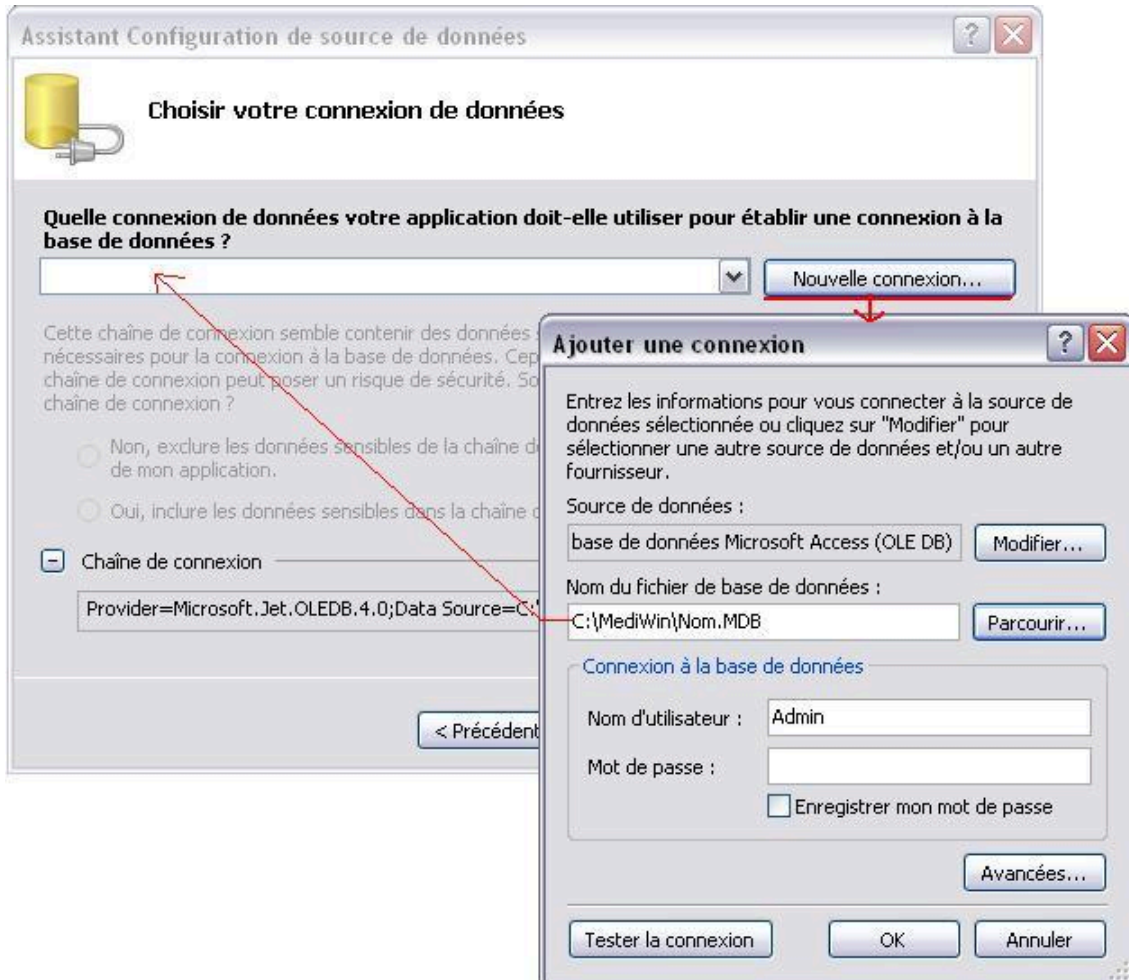 Assistant Configuration de source de données
Choisir votre connexion de données
Quelle connexion de données votre application doit-elle utiliser pour établir une connexion à la
base de données ?
Nouvelle connexion...
Cette chaîne de connexion semble contenir des données
nécessaires pour la connexion à la base de données. Cep
chaîne de connexion peut poser un risque de sécurité. So
chaîne de connexion ?
Non, exclure les données sensibles de la chaîne d
de mon application.
Oui, inclure les données sensibles dans la chaîne
Chaîne de connexion
Provider=Microsoft.Jet.OLEDB.4.0;Data Source=C:
< Précédent
Ajouter une connexion
Entrez les informations pour vous connecter à la source de
données sélectionnée ou cliquez sur "Modifier" pour
sélectionner une autre source de données et/ou un autre
fournisseur.
Source de données :
base de données Microsoft Access (OLE DB)
Modifier...
Nom du fichier de base de données :
C:\MediWin\Nom.MDB
Parcourir...
Connexion à la base de données
Nom d'utilisateur :
Admin
Mot de passe :
Enregistrer mon mot de passe
Avancées...
Tester la connexion
OK
Annuler